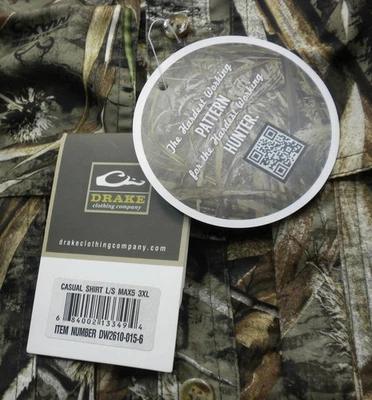 The Hardest Working
PATTERN
for the Hardest Working
HUNTER.
DRAKE
clothing company
drakeclothingcompany.com
CASUAL SHIRT L/S MAX5 3XL
6 84002 13349 4
ITEM NUMBER DW2610-015-6